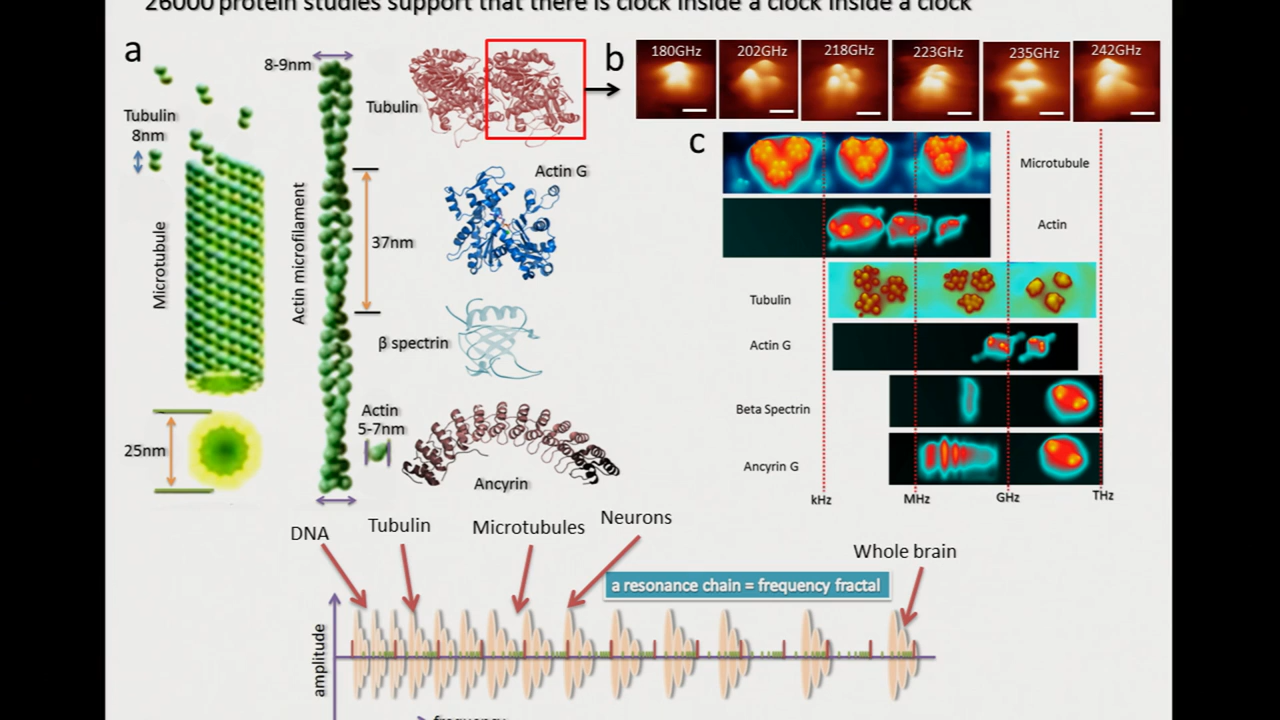 26000 protein studies support that there is clock inside a clock inside a clock
a
8-9nm
Tubulin
Tubulin
8nm
Microtubule
Actin microfilament
37nm
Actin G
β spectrin
25nm
Actin
5-7nm
Ancyrin
b
180GHz
202GHz
218GHz
223GHz
235GHz
242GHz
c
Microtubule
Actin
Tubulin
Actin G
Beta Spectrin
Ancyrin G
kHz
MHz
GHz
THz
DNA
Tubulin
Microtubules
Neurons
Whole brain
a resonance chain = frequency fractal
amplitude
frequency